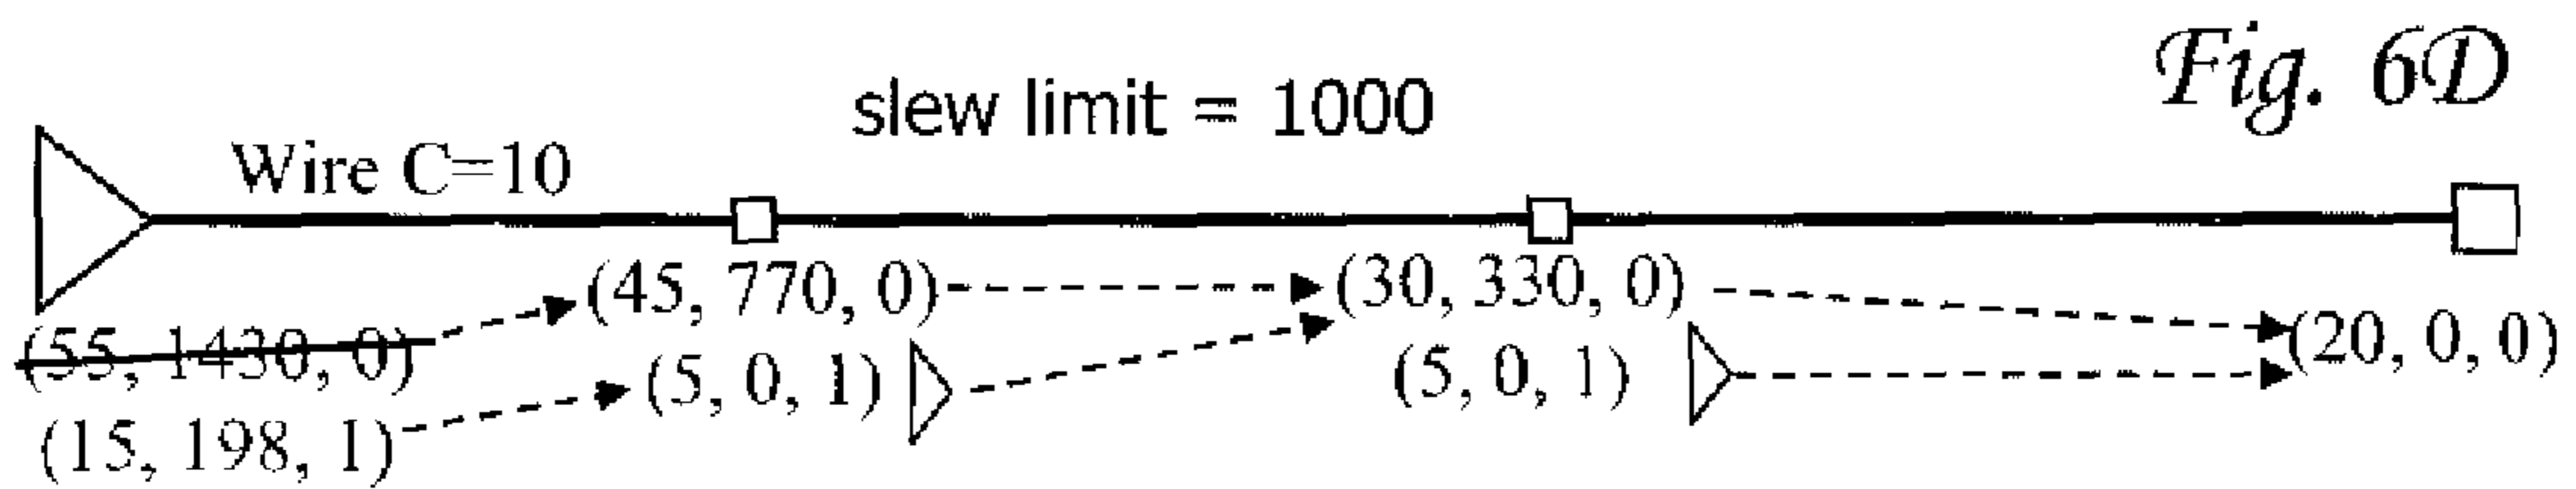 Fig. 6D
slew limit = 1000
Wire C=10
(45, 770, 0) (30, 330, 0)
(55, 1430, 0) (20, 0, 0)
(5, 0, 1) (5, 0, 1)
(15, 198, 1)